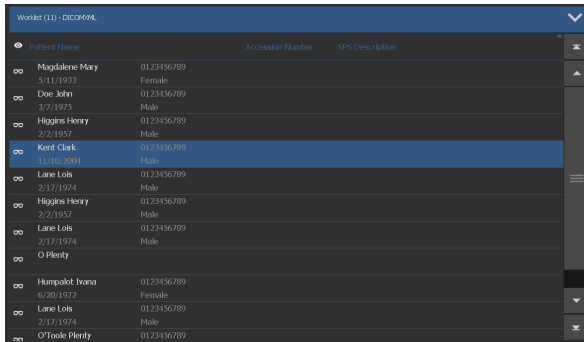 Worklist (11) - DICOMXML
Patient Name Accession Number SPS Description
Magdalene Mary 0123456789
5/11/1933 Female
Doe John 0123456789
3/7/1975 Male
Higgins Henry 0123456789
2/2/1957 Male
Kent Clark 0123456789
11/10/2004 Male
Lane Lois 0123456789
2/17/1974 Male
Higgins Henry 0123456789
2/2/1957 Male
Lane Lois 0123456789
2/17/1974 Male
O Plenty
Humpalot Ivana 0123456789
6/20/1972 Female
Lane Lois 0123456789
2/17/1974 Male
O'Toole Plenty 0123456789